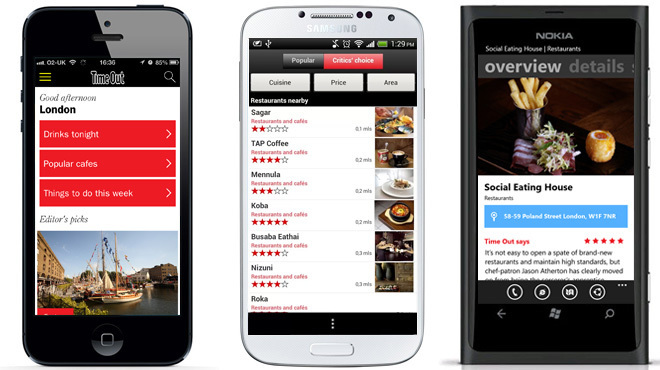 O2-UK 16:36 85%
Time Out
Good afternoon
London
Drinks tonight
Popular cafes
Things to do this week
Editor's picks
SAMSUNG
1:29 PM
Popular Critics' choice
Cuisine Price Area
Restaurants nearby
Sagar
Restaurants and cafés
0,1 mls
TAP Coffee
Restaurants and cafés
0,2 mls
Mennula
Restaurants and cafés
0,2 mls
Koba
Restaurants and cafés
0,2 mls
Busaba Eathai
Restaurants and cafés
0,3 mls
Nizuni
Restaurants and cafés
0,3 mls
Roka
Restaurants and cafés
NOKIA
Social Eating House | Restaurants
overview details s
Social Eating House
Restaurants
58-59 Poland Street London, W1F 7NR
Time Out says
It's not easy to open a spate of brand-new
restaurants and maintain high standards, but
chef-patron Jason Atherton has clearly moved